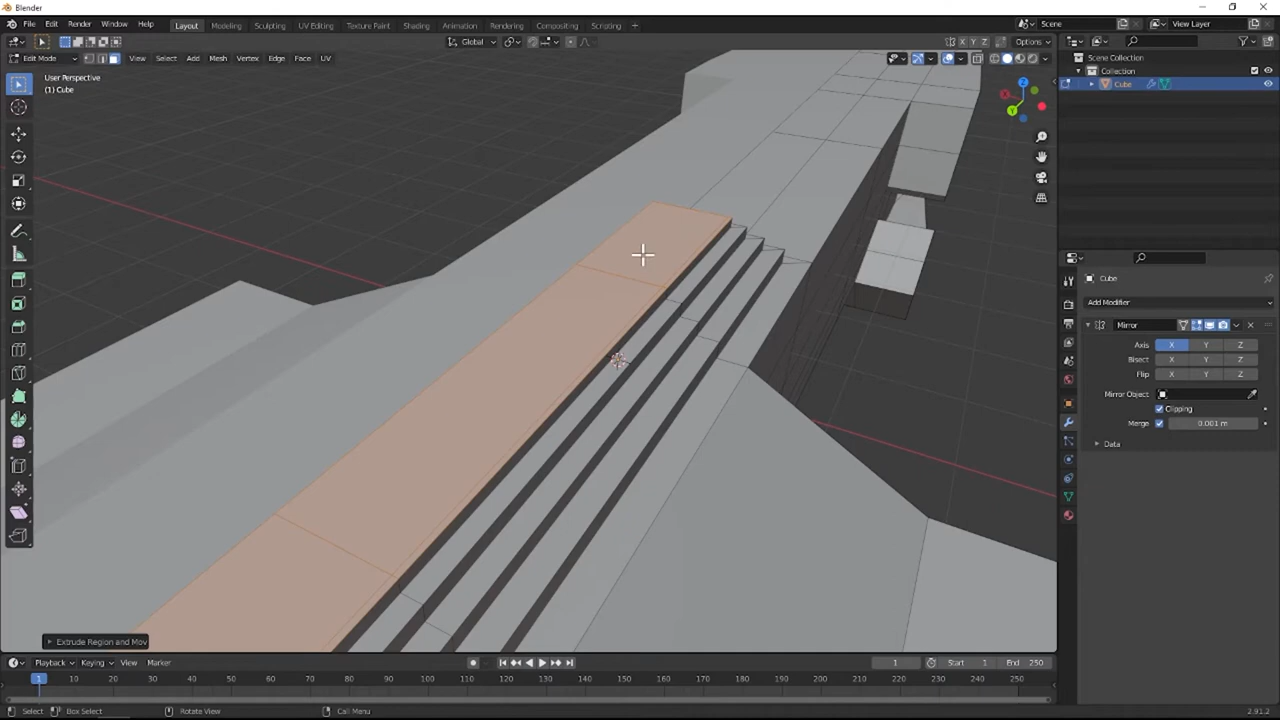 Blender
File Edit Render Window Help Layout Modeling Sculpting UV Editing Texture Paint Shading Animation Rendering Compositing Scripting + Scene View Layer
Global X Y Z Options
Edit Mode View Select Add Mesh Vertex Edge Face UV
User Perspective
(1) Cube
Scene Collection
Collection
Cube
Z
X
Y
Cube
Add Modifier
Mirror
Axis X Y Z
Bisect X Y Z
Flip X Y Z
Mirror Object
Clipping
Merge 0.001 m
Data
Extrude Region and Mov
Playback Keying View Marker 1 Start 1 End 250
1 10 20 30 40 50 60 70 80 90 100 110 120 130 140 150 160 170 180 190 200 210 220 230 240 250
Select Box Select Rotate View Call Menu 2.91.2